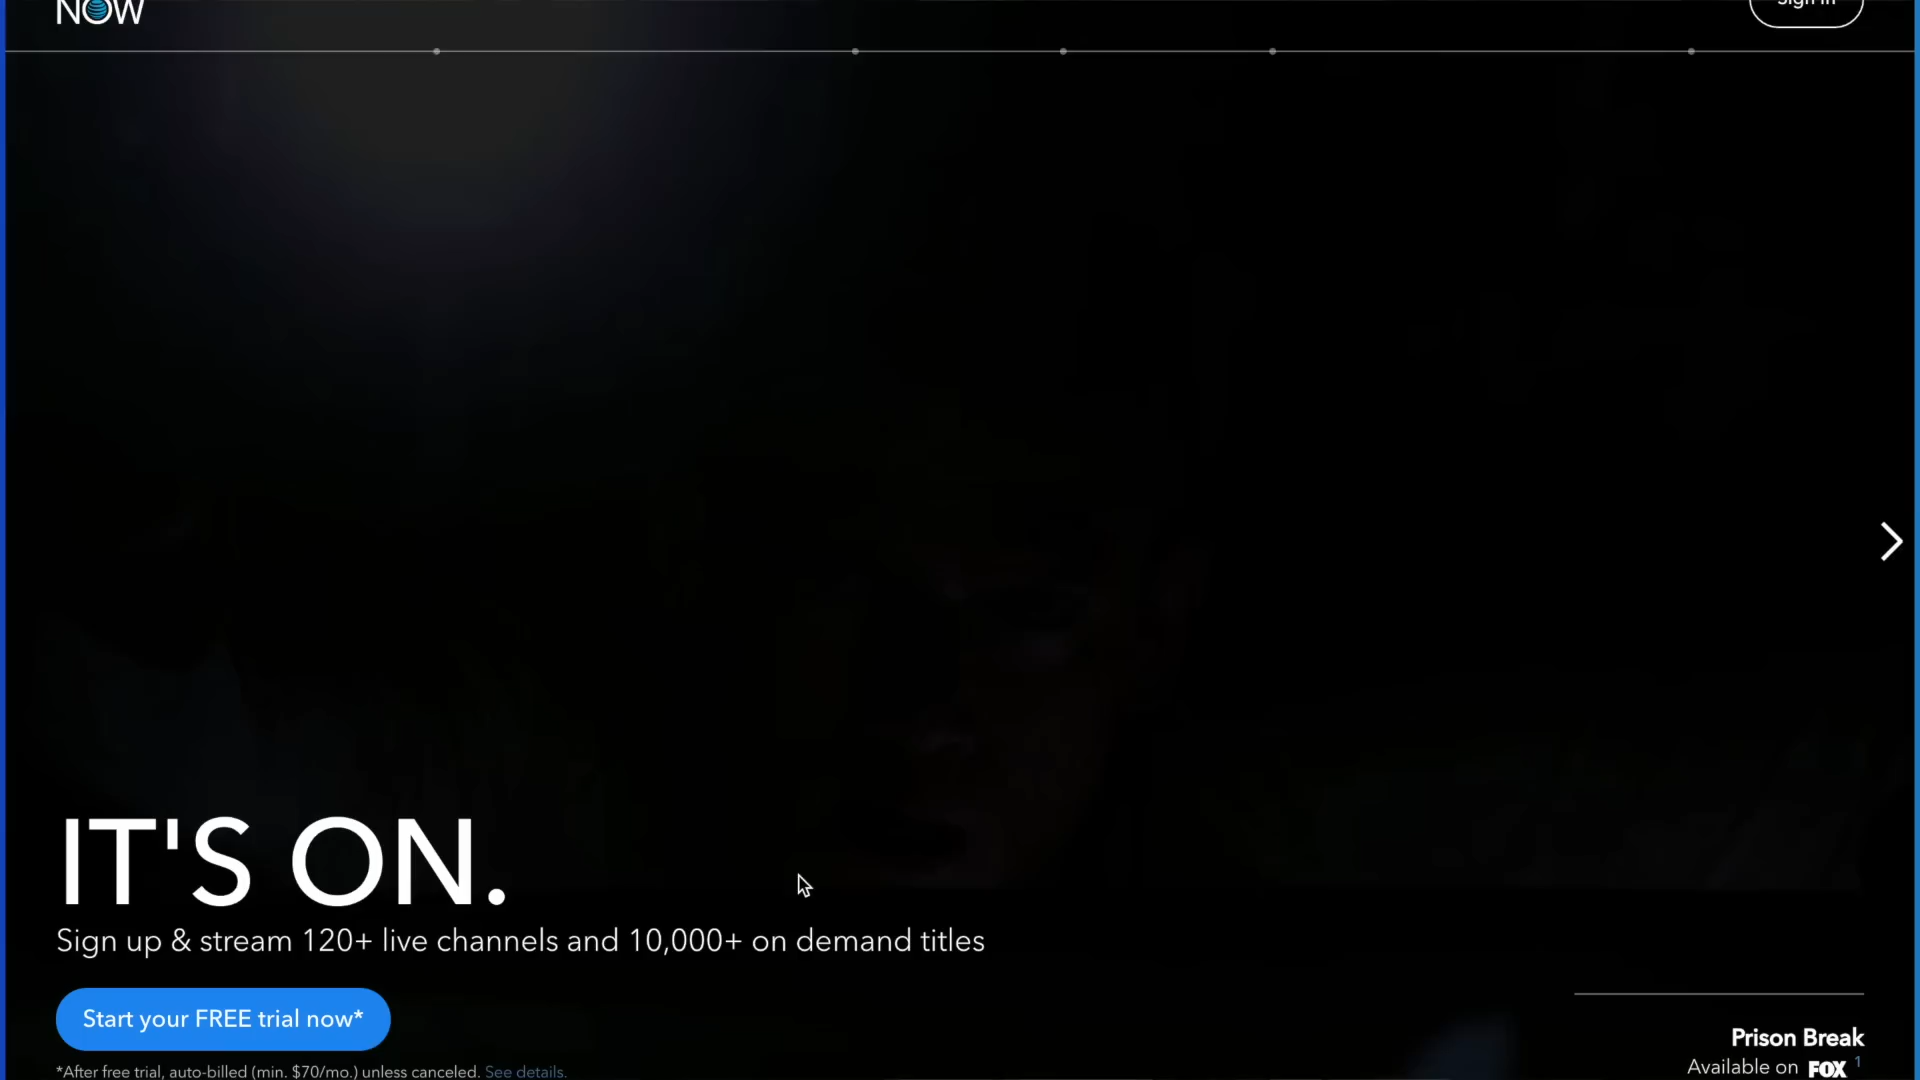 NOW
Sign In
IT'S ON.
Sign up & stream 120+ live channels and 10,000+ on demand titles
Start your FREE trial now*
*After free trial, auto-billed (min. $70/mo.) unless canceled. See details.
Prison Break
Available on FOX 1